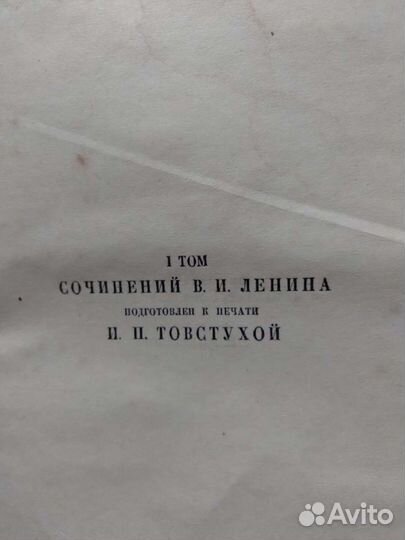 I ТОМ
СОЧИНЕНИЙ В. И. ЛЕНИНА
ПОДГОТОВЛЕН К ПЕЧАТИ
И. П. ТОВСТУХОЙ
Avito